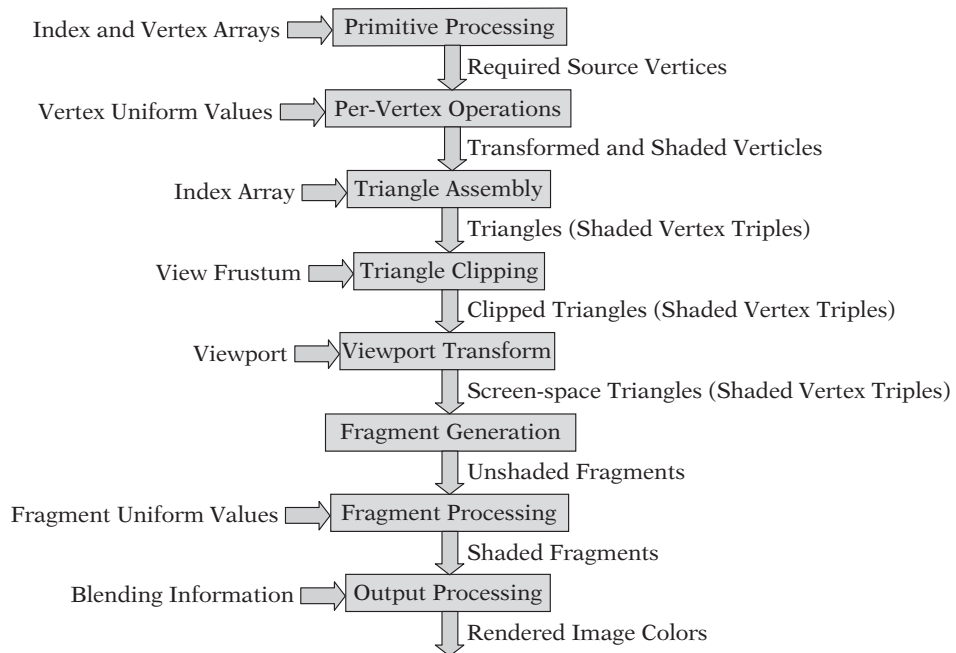 Index and Vertex Arrays
Primitive Processing
Required Source Vertices
Vertex Uniform Values
Per-Vertex Operations
Transformed and Shaded Verticles
Index Array
Triangle Assembly
Triangles (Shaded Vertex Triples)
View Frustum
Triangle Clipping
Clipped Triangles (Shaded Vertex Triples)
Viewport
Viewport Transform
Screen-space Triangles (Shaded Vertex Triples)
Fragment Generation
Unshaded Fragments
Fragment Uniform Values
Fragment Processing
Shaded Fragments
Blending Information
Output Processing
Rendered Image Colors